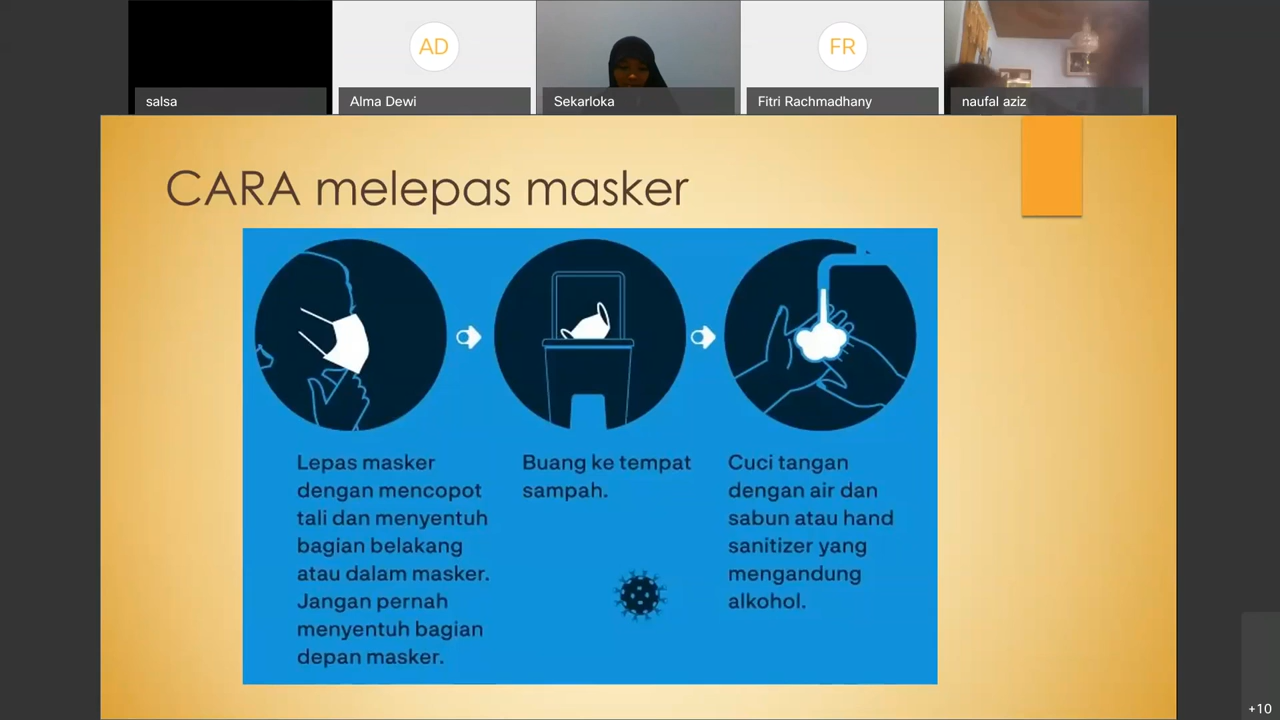 salsa
AD
Alma Dewi
Sekarloka
FR
Fitri Rachmadhany
naufal aziz
CARA melepas masker
Lepas masker
dengan mencopot
tali dan menyentuh
bagian belakang
atau dalam masker.
Jangan pernah
menyentuh bagian
depan masker.
Buang ke tempat
sampah.
Cuci tangan
dengan air dan
sabun atau hand
sanitizer yang
mengandung
alkohol.
+10